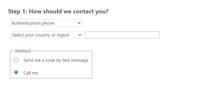 Step 1: How should we contact you?
Authentication phone
Select your country or region
Method
Send me a code by text message
Call me